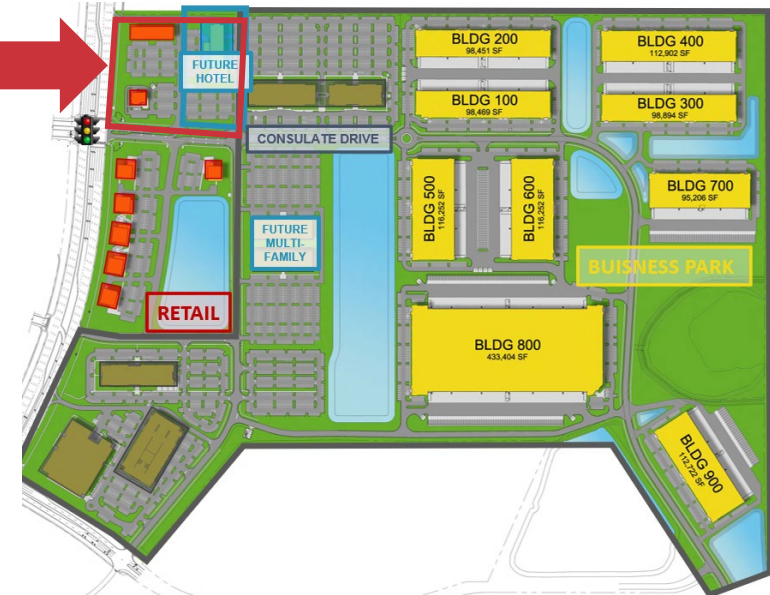 FUTURE
HOTEL
BLDG 200
98,451 SF
BLDG 400
112,902 SF
BLDG 100
98,469 SF
BLDG 300
98,894 SF
CONSULATE DRIVE
BLDG 500
116,252 SF
BLDG 600
116,252 SF
BLDG 700
95,206 SF
FUTURE
MULTI-
FAMILY
BUISNESS PARK
RETAIL
BLDG 800
433,404 SF
BLDG 900
112,722 SF